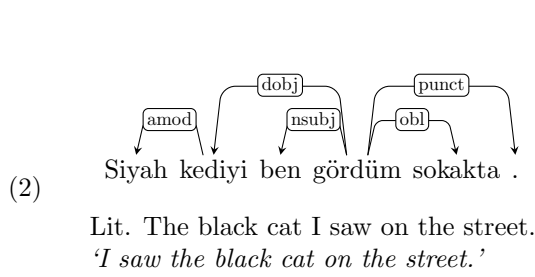 dobj punct
amod nsubj obl
Siyah kediyi ben gördüm sokakta .
(2)
Lit. The black cat I saw on the street.
‘I saw the black cat on the street.’